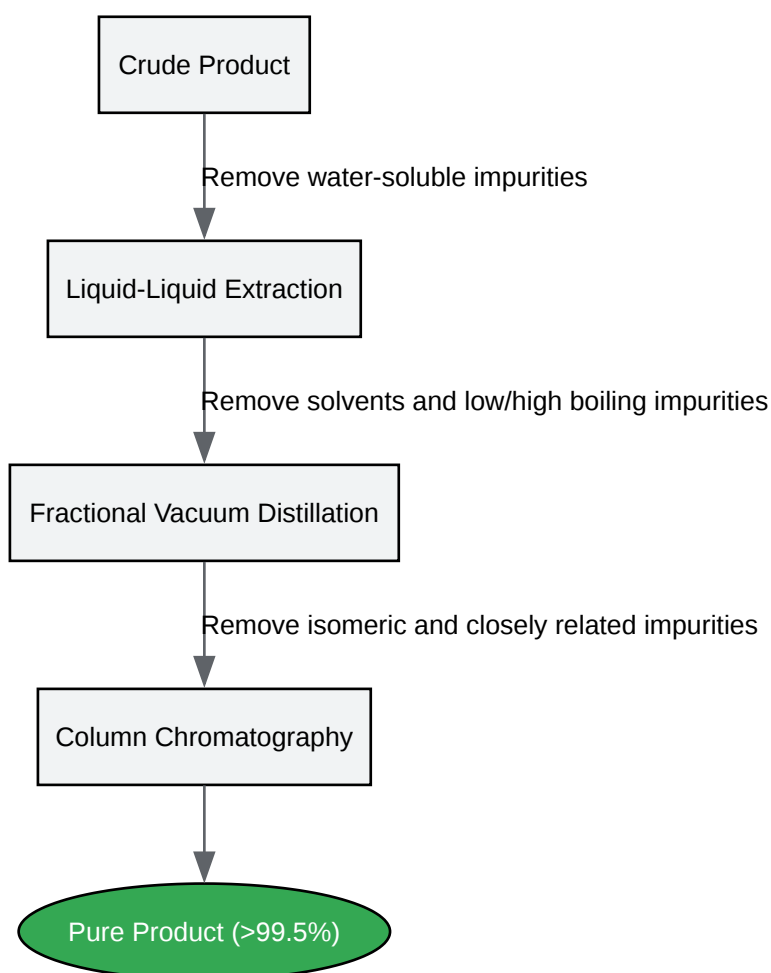 Crude Product
Remove water-soluble impurities
Liquid-Liquid Extraction
Remove solvents and low/high boiling impurities
Fractional Vacuum Distillation
Remove isomeric and closely related impurities
Column Chromatography
Pure Product (>99.5%)